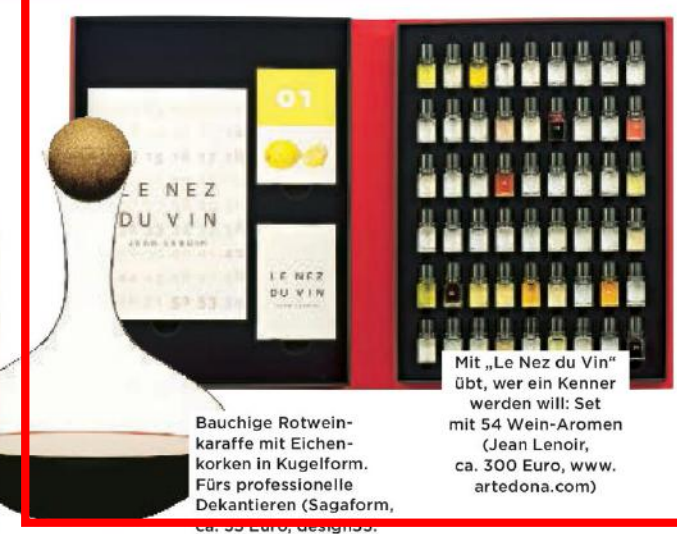 01
LE NEZ
DU VIN
JEAN LENOIR
LE NEZ
DU VIN
Bauchige Rotwein-
karaffe mit Eichen-
korken in Kugelform.
Fürs professionelle
Dekantieren (Sagaform,
Mit „Le Nez du Vin“
übt, wer ein Kenner
werden will: Set
mit 54 Wein-Aromen
(Jean Lenoir,
ca. 300 Euro, www.
artedona.com)